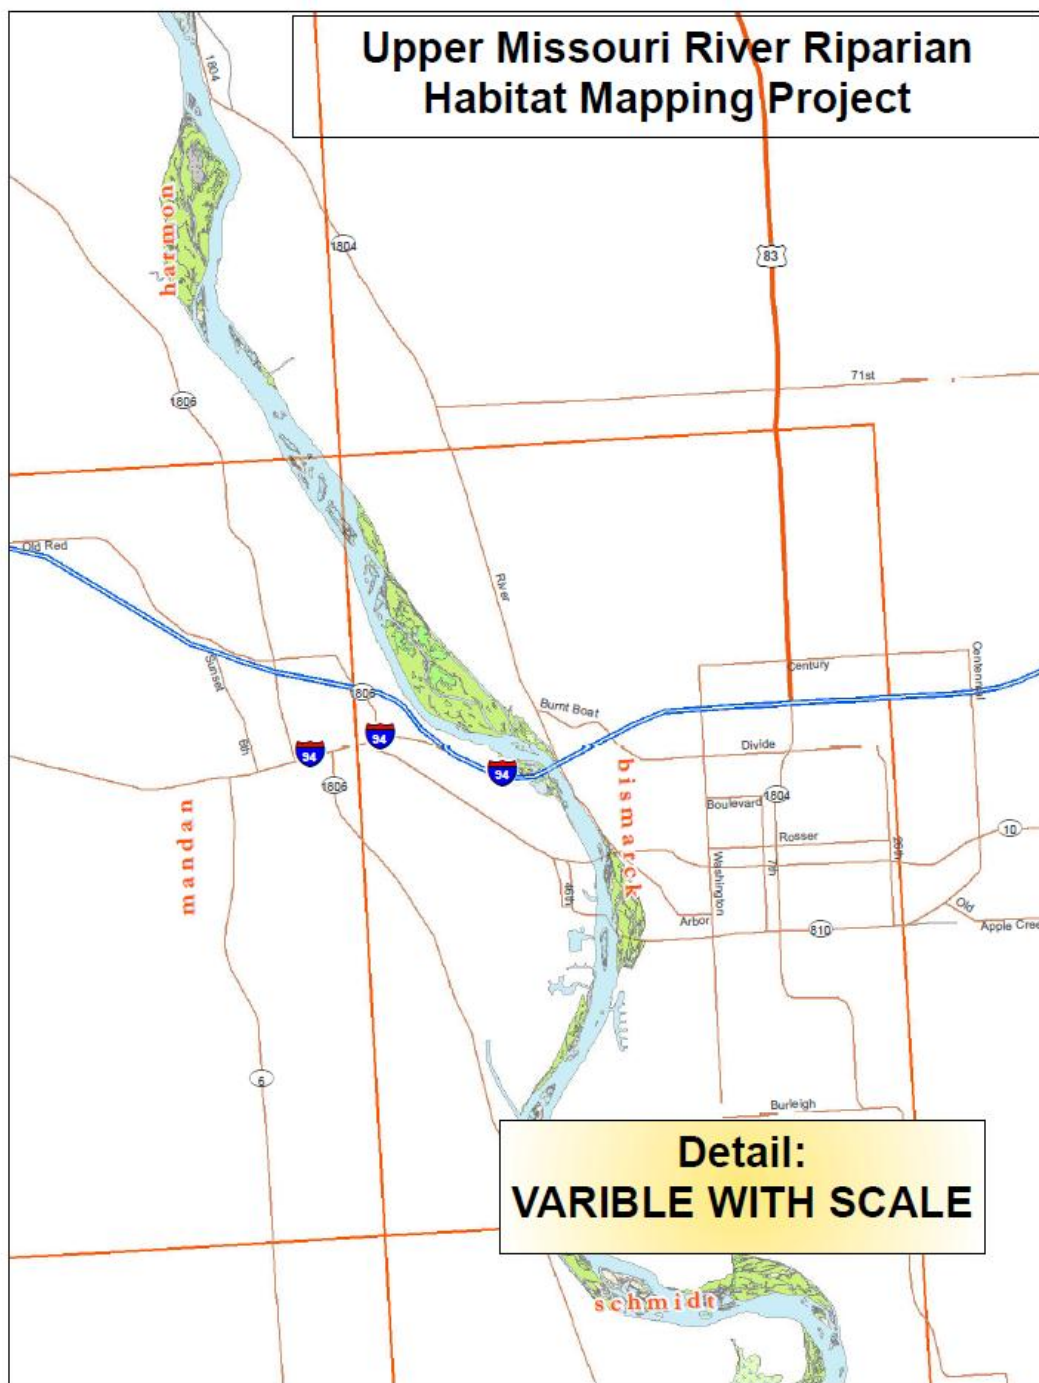 Upper Missouri River Riparian
Habitat Mapping Project
1804
harmon
1804
83
71st
1806
Old Red
River
Sunset
Century
Centennial
1806
Burnt Boat
6th
94
94
Divide
94
1806
bismarck
Boulevard
1804
mandan
Rosser
10
Washington
7th
26th
46th
Arbor
810
Old
Apple Cree
6
Burleigh
Detail:
VARIBLE WITH SCALE
schmidt